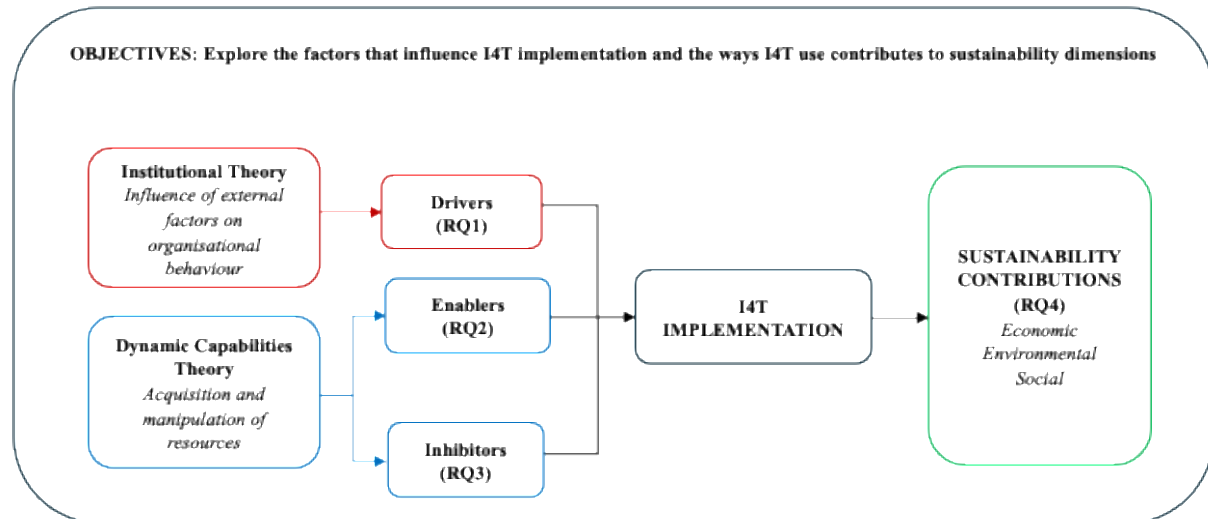 OBJECTIVES: Explore the factors that influence I4T implementation and the ways I4T use contributes to sustainability dimensions
Institutional Theory
Influence of external
factors on
organisational
behaviour
Drivers
(RQ1)
Dynamic Capabilities
Theory
Acquisition and
manipulation of
resources
Enablers
(RQ2)
Inhibitors
(RQ3)
I4T
IMPLEMENTATION
SUSTAINABILITY
CONTRIBUTIONS
(RQ4)
Economic
Environmental
Social